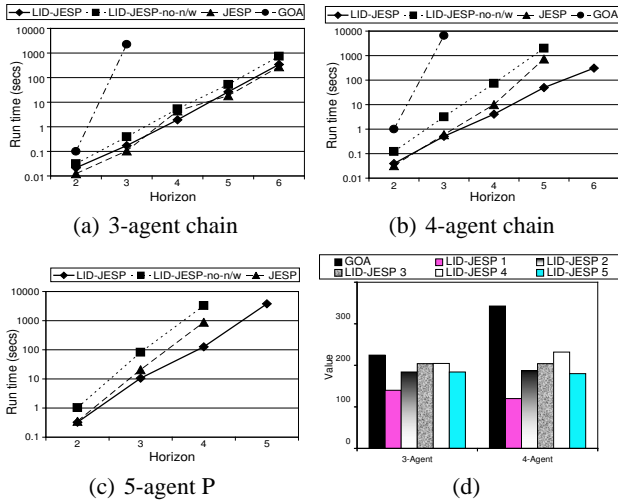 LID-JESP LID-JESP-no-n/w JESP GOA
10000
1000
100
10
1
0.1
0.01
Run time (secs)
2 3 4 5 6
Horizon
(a) 3-agent chain
LID-JESP LID-JESP-no-n/w JESP GOA
10000
1000
100
10
1
0.1
0.01
Run time (secs)
2 3 4 5 6
Horizon
(b) 4-agent chain
LID-JESP LID-JESP-no-n/w JESP
10000
1000
100
10
1
0.1
Run time (secs)
2 3 4 5
Horizon
(c) 5-agent P
GOA LID-JESP 1 LID-JESP 2
LID-JESP 3 LID-JESP 4 LID-JESP 5
300
200
100
0
Value
3-Agent 4-Agent
(d)